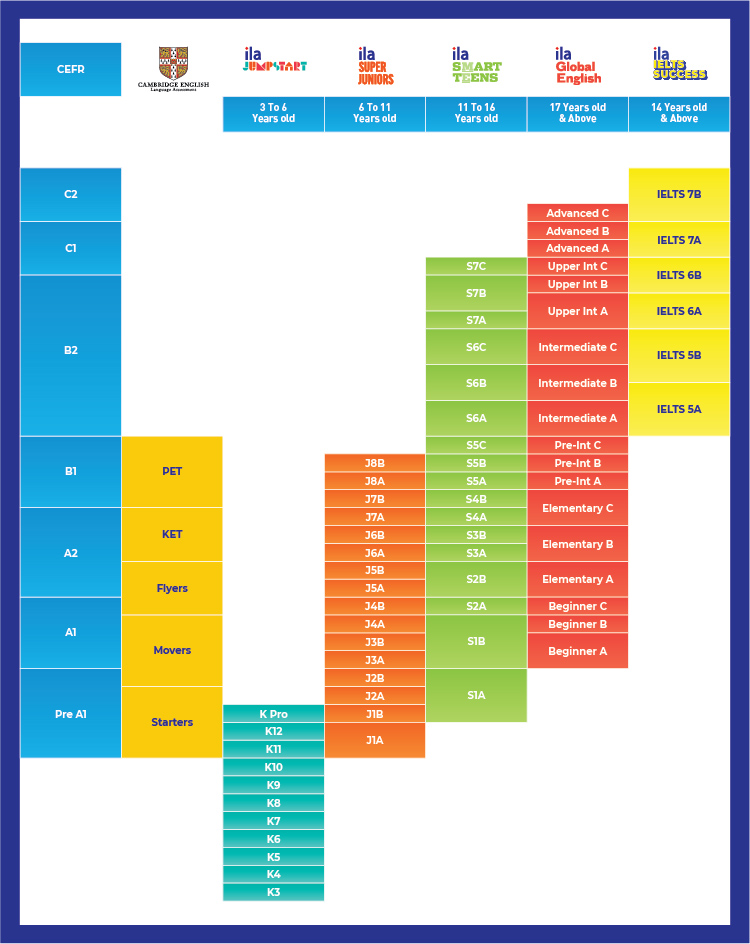 CEFR
CAMBRIDGE ENGLISH
Language Assessment
ila
JUMPSTART
ila
SUPER
JUNIORS
ila
SMART
TEENS
ila
Global
English
ila
IELTS
SUCCESS
3 To 6
Years old
6 To 11
Years old
11 To 16
Years old
17 Years old
& Above
14 Years old
& Above
C2
C1
B2
B1
A2
A1
Pre A1
PET
KET
Flyers
Movers
Starters
K Pro
K12
K11
K10
K9
K8
K7
K6
K5
K4
K3
J8B
J8A
J7B
J7A
J6B
J6A
J5B
J5A
J4B
J4A
J3B
J3A
J2B
J2A
J1B
J1A
S7C
S7B
S7A
S6C
S6B
S6A
S5C
S5B
S5A
S4B
S4A
S3B
S3A
S2B
S2A
S1B
S1A
Advanced C
Advanced B
Advanced A
Upper Int C
Upper Int B
Upper Int A
Intermediate C
Intermediate B
Intermediate A
Pre-Int C
Pre-Int B
Pre-Int A
Elementary C
Elementary B
Elementary A
Beginner C
Beginner B
Beginner A
IELTS 7B
IELTS 7A
IELTS 6B
IELTS 6A
IELTS 5B
IELTS 5A